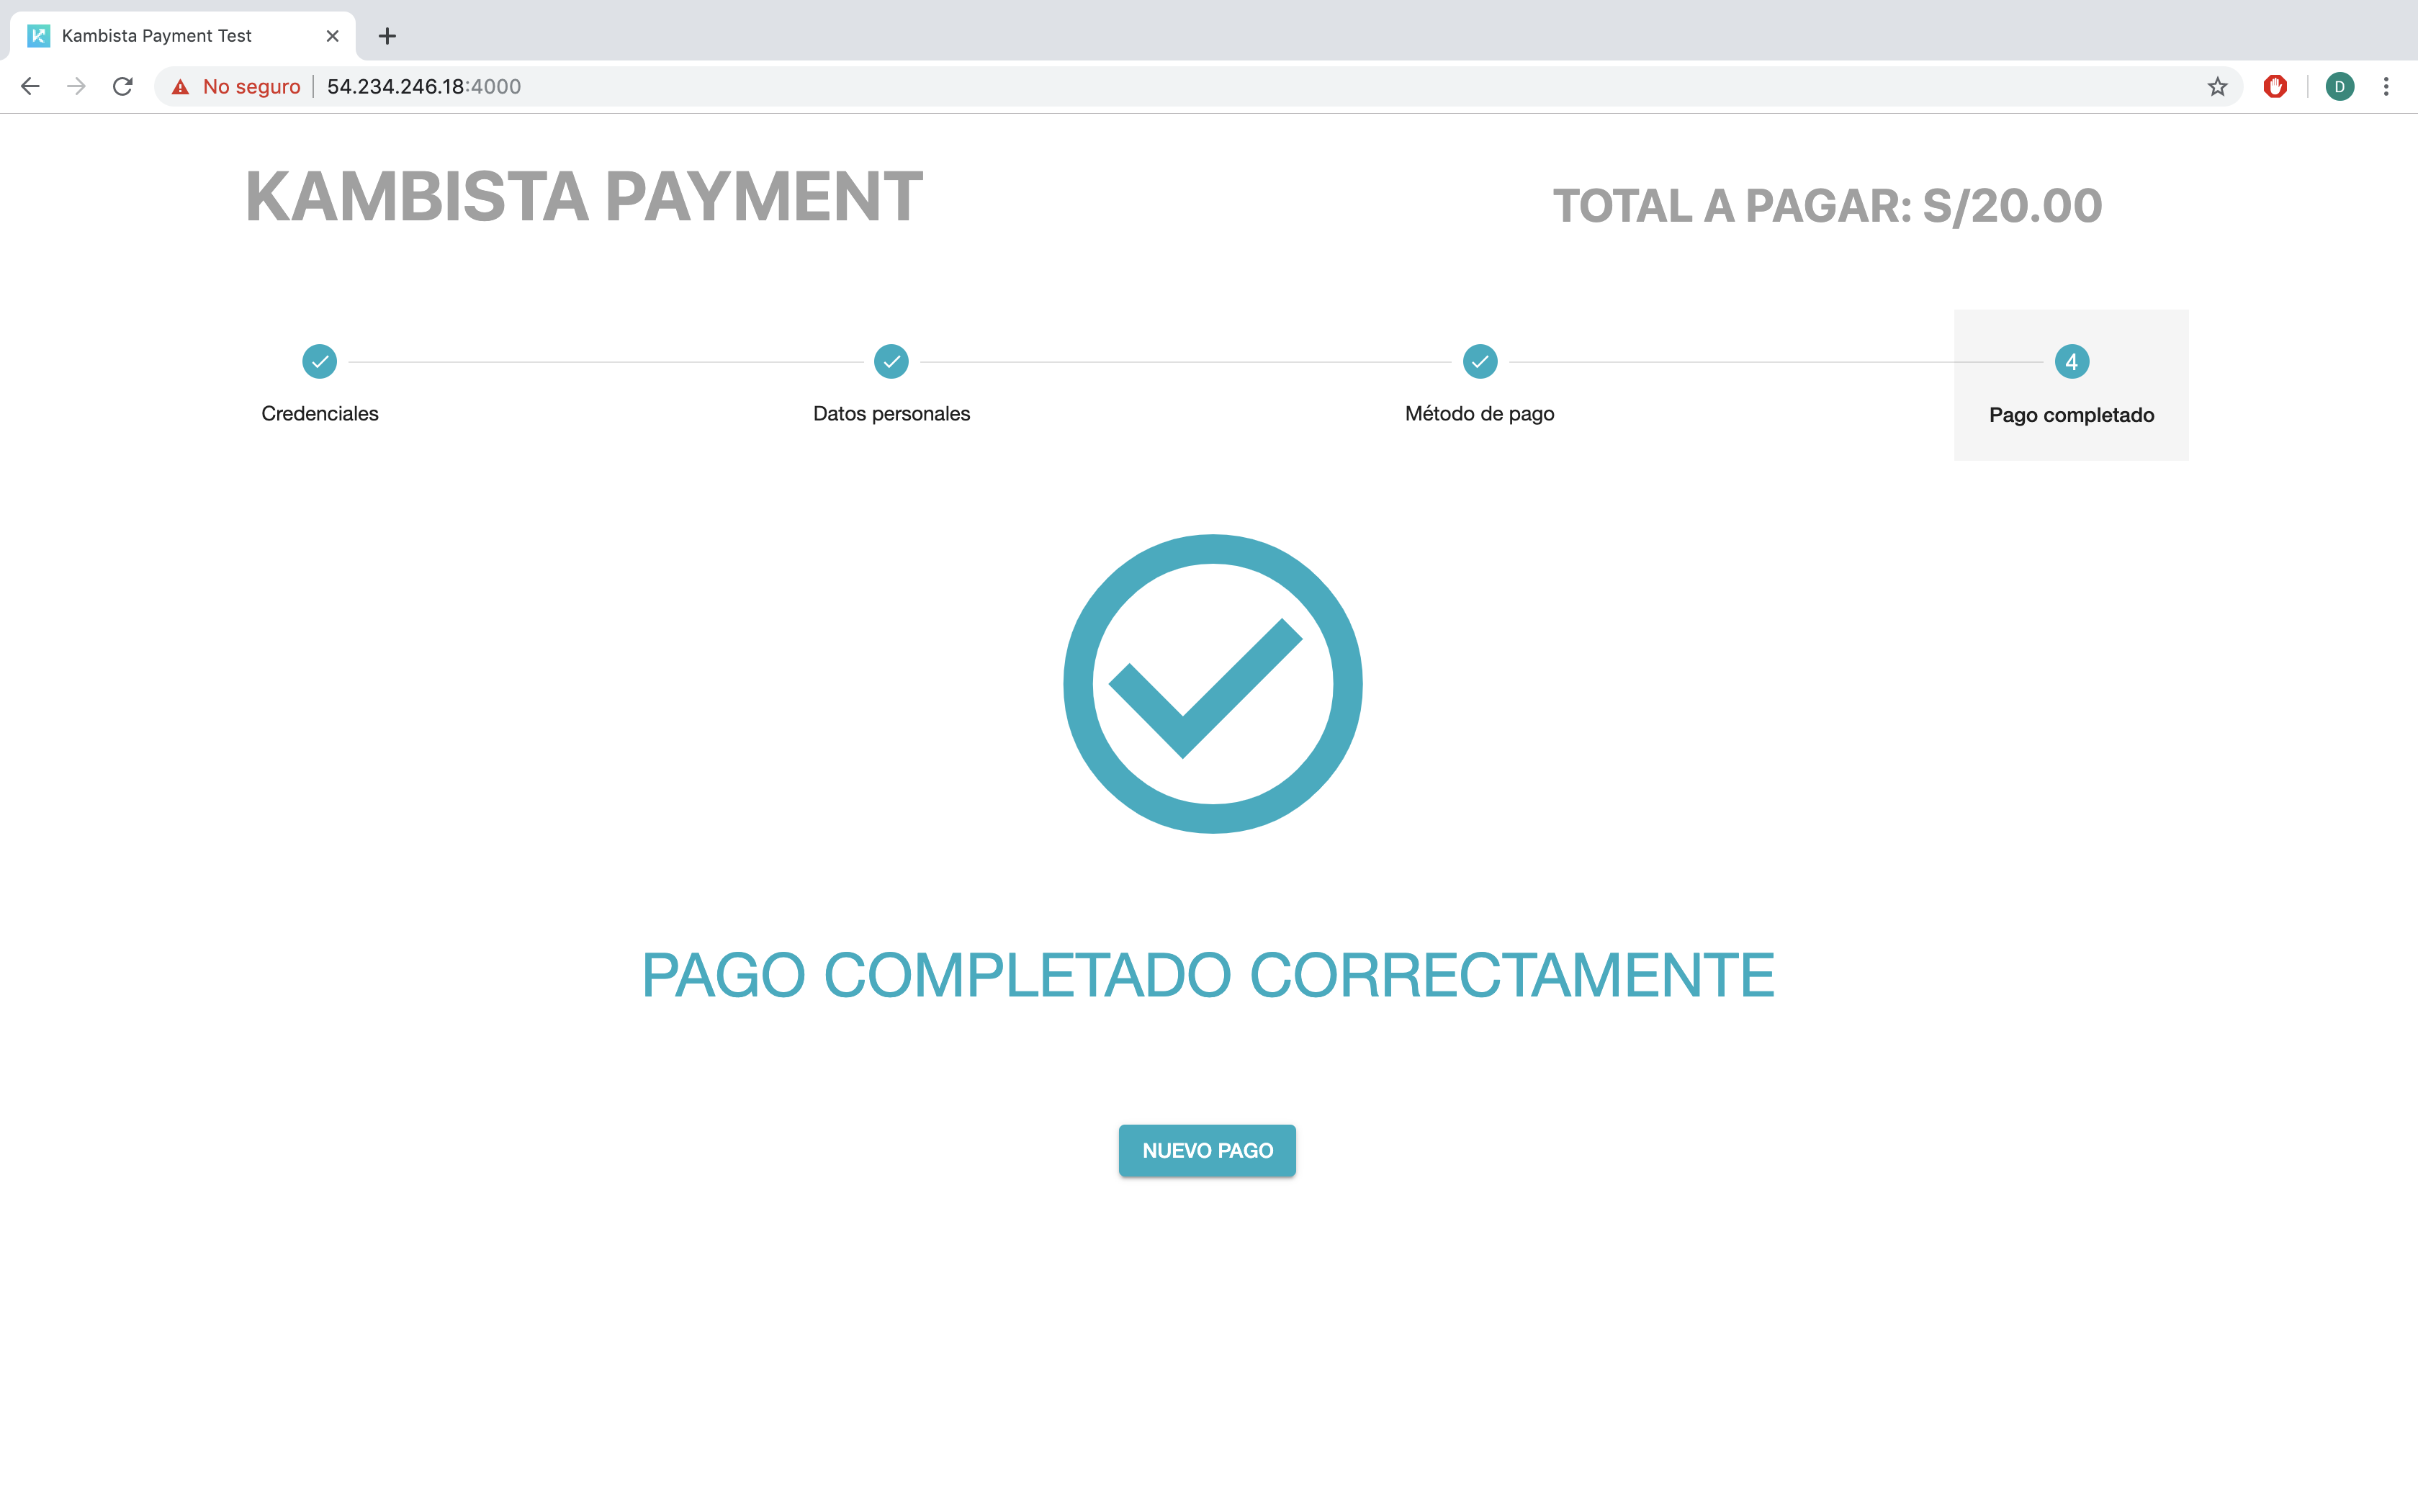 Kambista Payment Test
No seguro | 54.234.246.18:4000
D
KAMBISTA PAYMENT
TOTAL A PAGAR: S/20.00
4
Credenciales
Datos personales
Método de pago
Pago completado
PAGO COMPLETADO CORRECTAMENTE
NUEVO PAGO